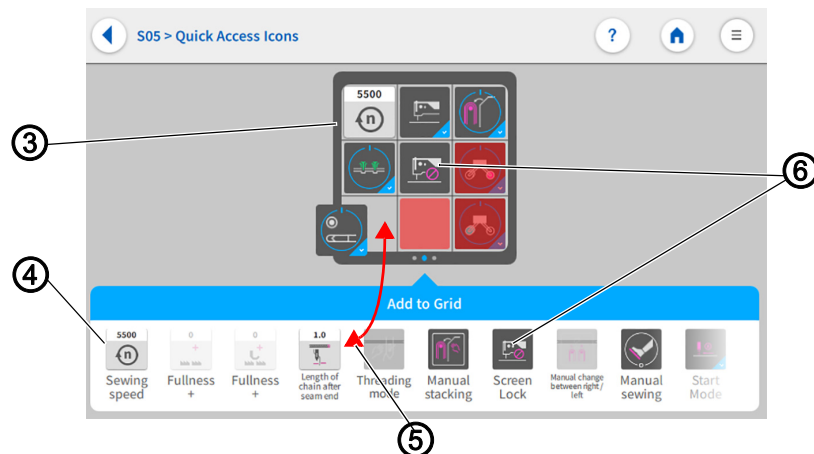 S05 > Quick Access Icons
?
5500
n
3
6
4
Add to Grid
5500
n
0
+
0
+
1.0
Sewing
speed
Fullness
+
Fullness
+
Length of
chain after
seam end
Threading
mode
Manual
stacking
Screen
Lock
Manual change
between right /
left
Manual
sewing
Start
Mode
5